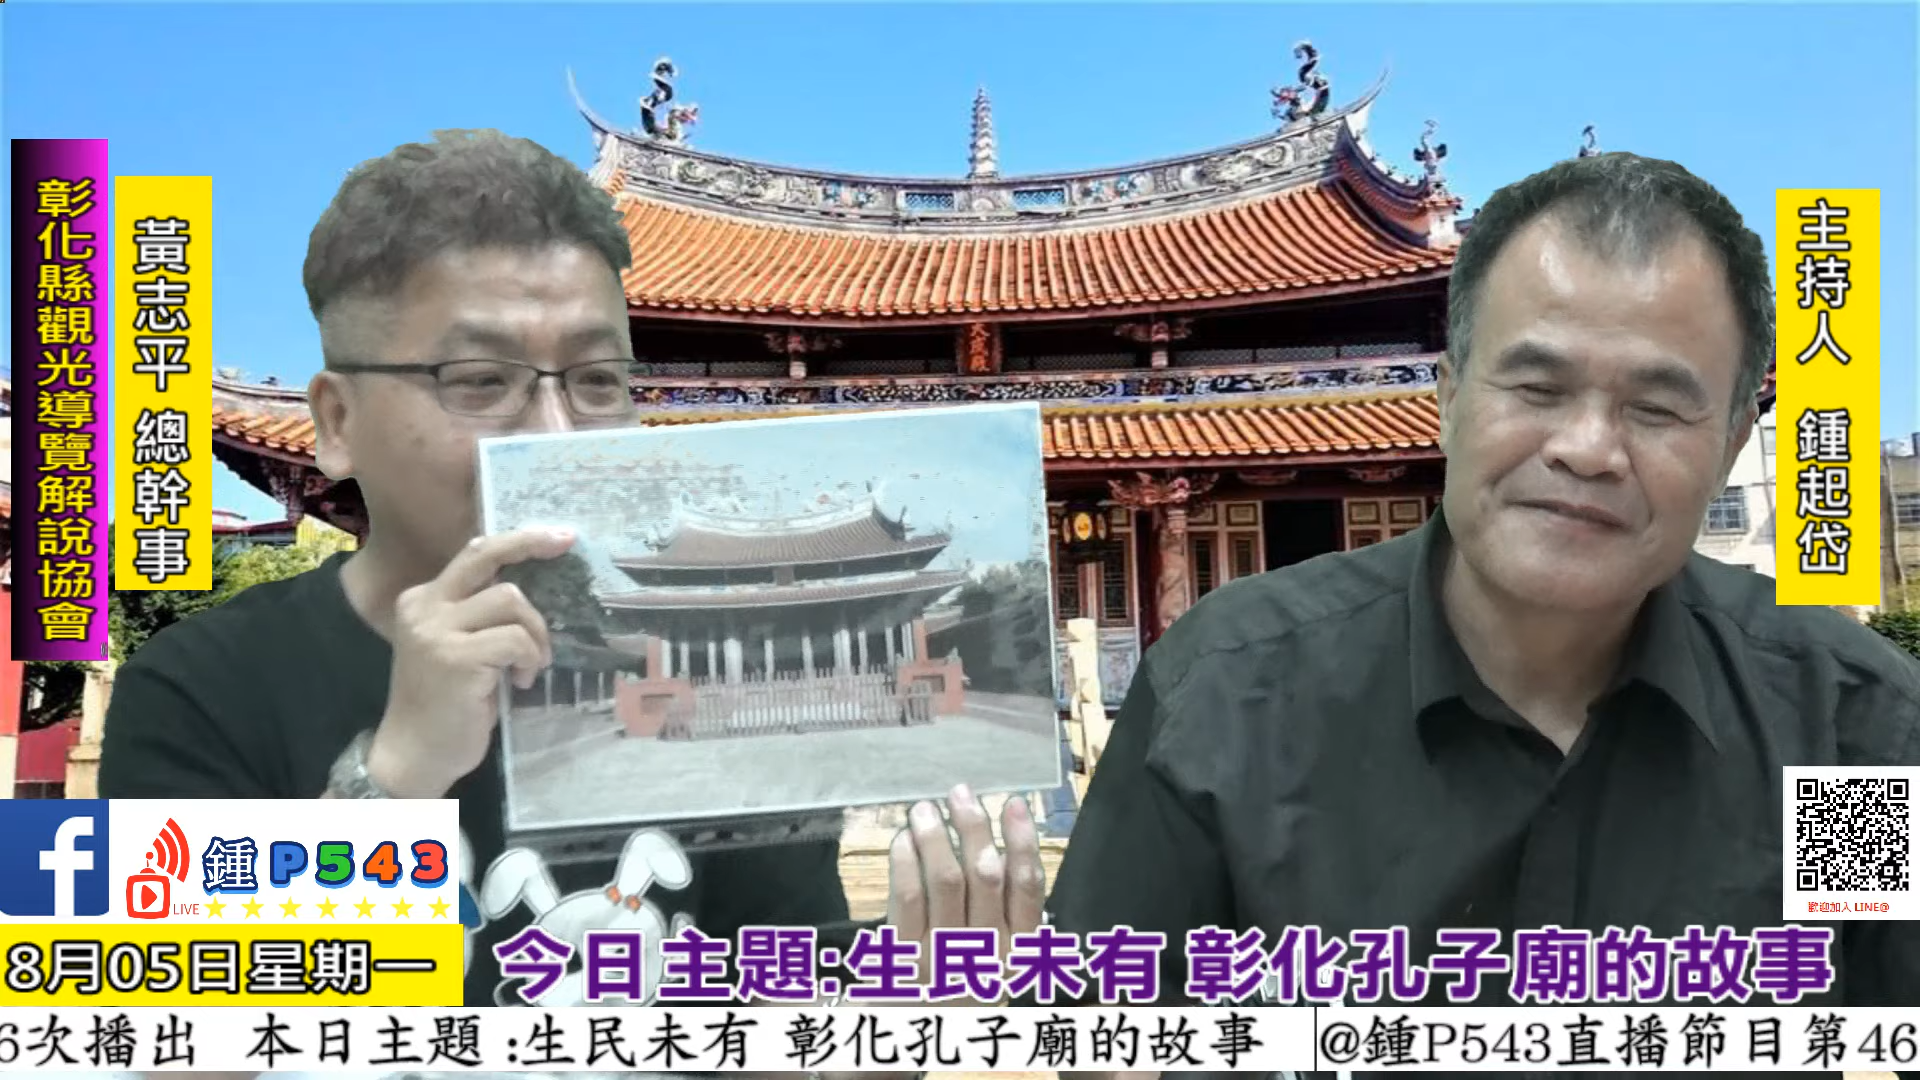 彰化縣觀光導覽解說協會
黃志平 總幹事
主持人 鍾起岱
大成殿
鍾P543
LIVE
歡迎加入 LINE@
8月05日星期一
今日主題:生民未有 彰化孔子廟的故事
6次播出 本日主題 :生民未有 彰化孔子廟的故事
@鍾P543直播節目第46